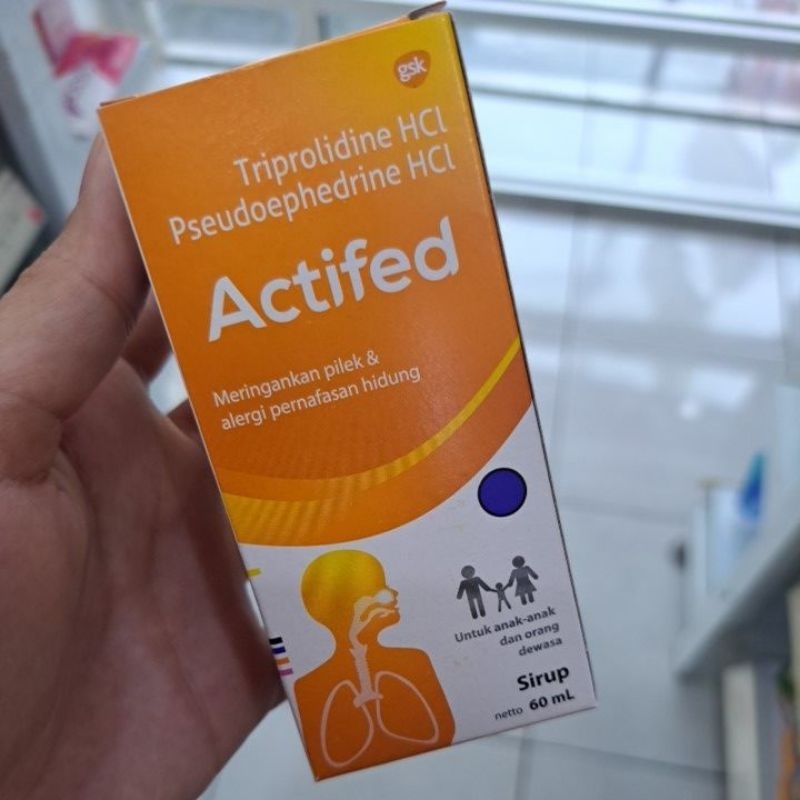 gsk
Triprolidine HCl
Pseudoephedrine HCl
Actifed
Meringankan pilek &
alergi pernafasan hidung
Untuk anak-anak
dan orang
dewasa
Sirup
netto 60 mL